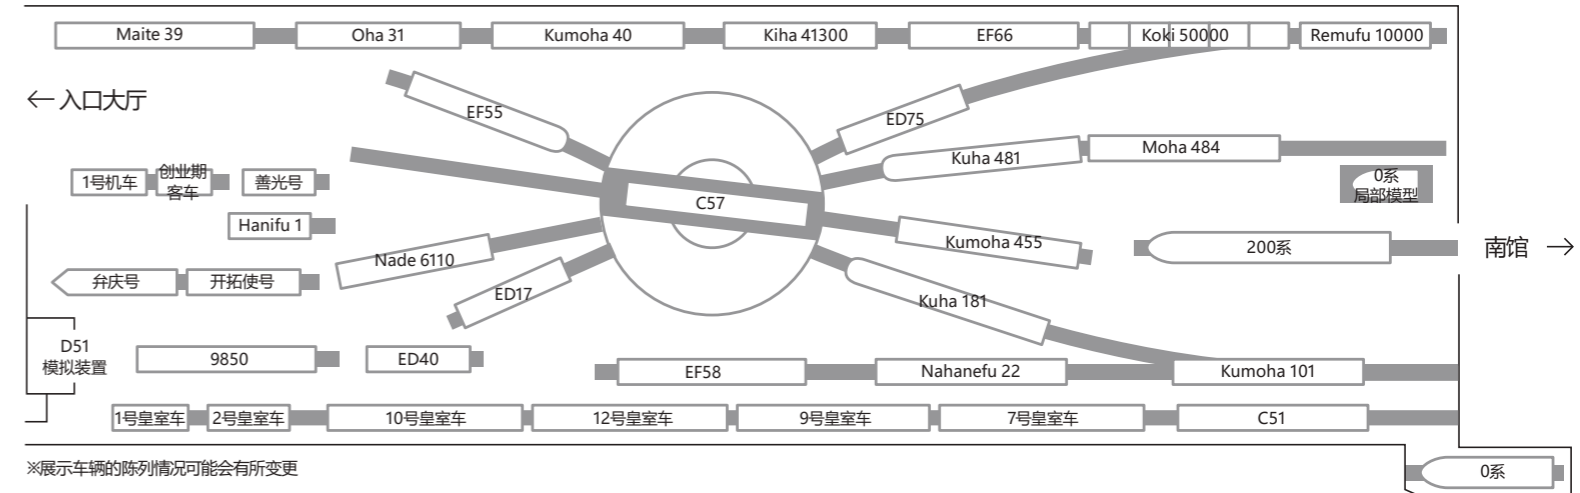 Maite 39
Oha 31
Kumoha 40
Kiha 41300
EF66
Koki 50000
Remufu 10000
← 入口大厅
EF55
ED75
Kuha 481
Moha 484
1号机车
创业期
客车
善光号
0系
局部模型
C57
Hanifu 1
Kumoha 455
200系
南馆 →
Nade 6110
弁庆号
开拓使号
ED17
Kuha 181
D51
模拟装置
9850
ED40
EF58
Nahanefu 22
Kumoha 101
1号皇室车
2号皇室车
10号皇室车
12号皇室车
9号皇室车
7号皇室车
C51
※展示车辆的陈列情况可能会有所变更
0系